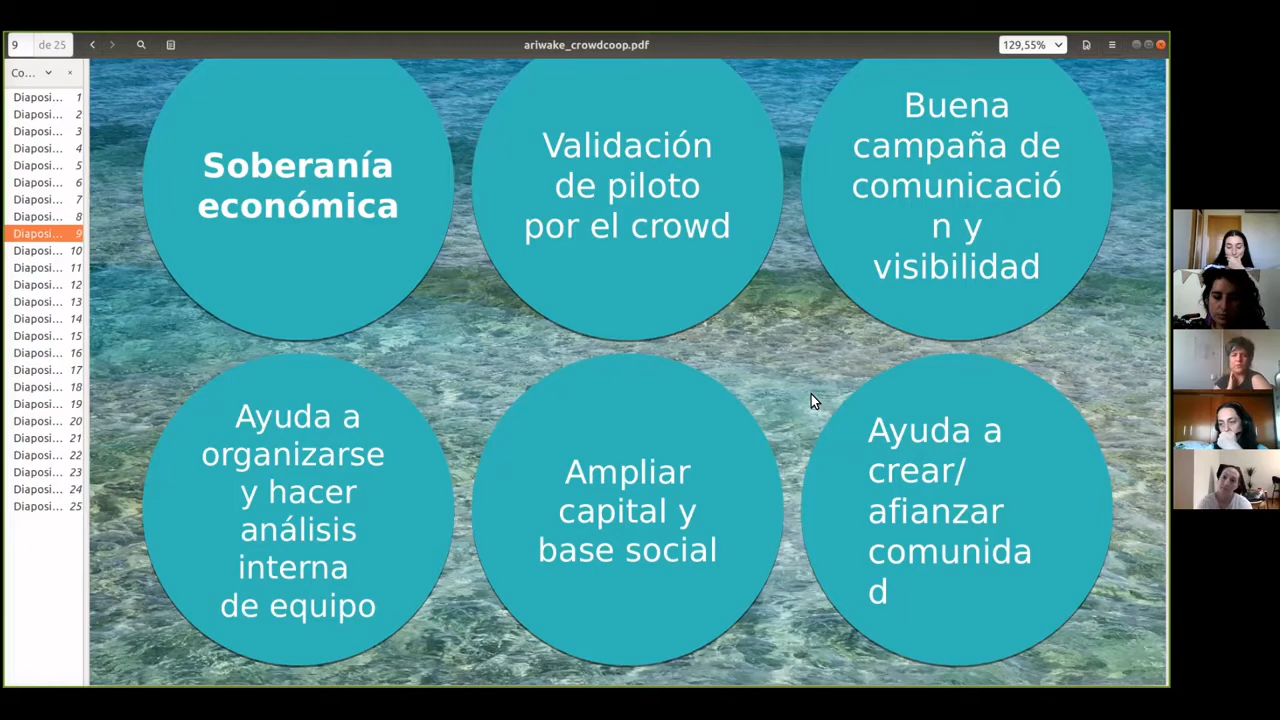 9
de 25
ariwake_crowdcoop.pdf
129,55%
Co...
Diaposi... 1
Diaposi... 2
Diaposi... 3
Diaposi... 4
Diaposi... 5
Diaposi... 6
Diaposi... 7
Diaposi... 8
Diaposi... 9
Diaposi... 10
Diaposi... 11
Diaposi... 12
Diaposi... 13
Diaposi... 14
Diaposi... 15
Diaposi... 16
Diaposi... 17
Diaposi... 18
Diaposi... 19
Diaposi... 20
Diaposi... 21
Diaposi... 22
Diaposi... 23
Diaposi... 24
Diaposi... 25
Soberanía
económica
Validación
de piloto
por el crowd
Buena
campaña de
comunicació
n y
visibilidad
Ayuda a
organizarse
y hacer
análisis
interna
de equipo
Ampliar
capital y
base social
Ayuda a
crear/
afianzar
comunida
d